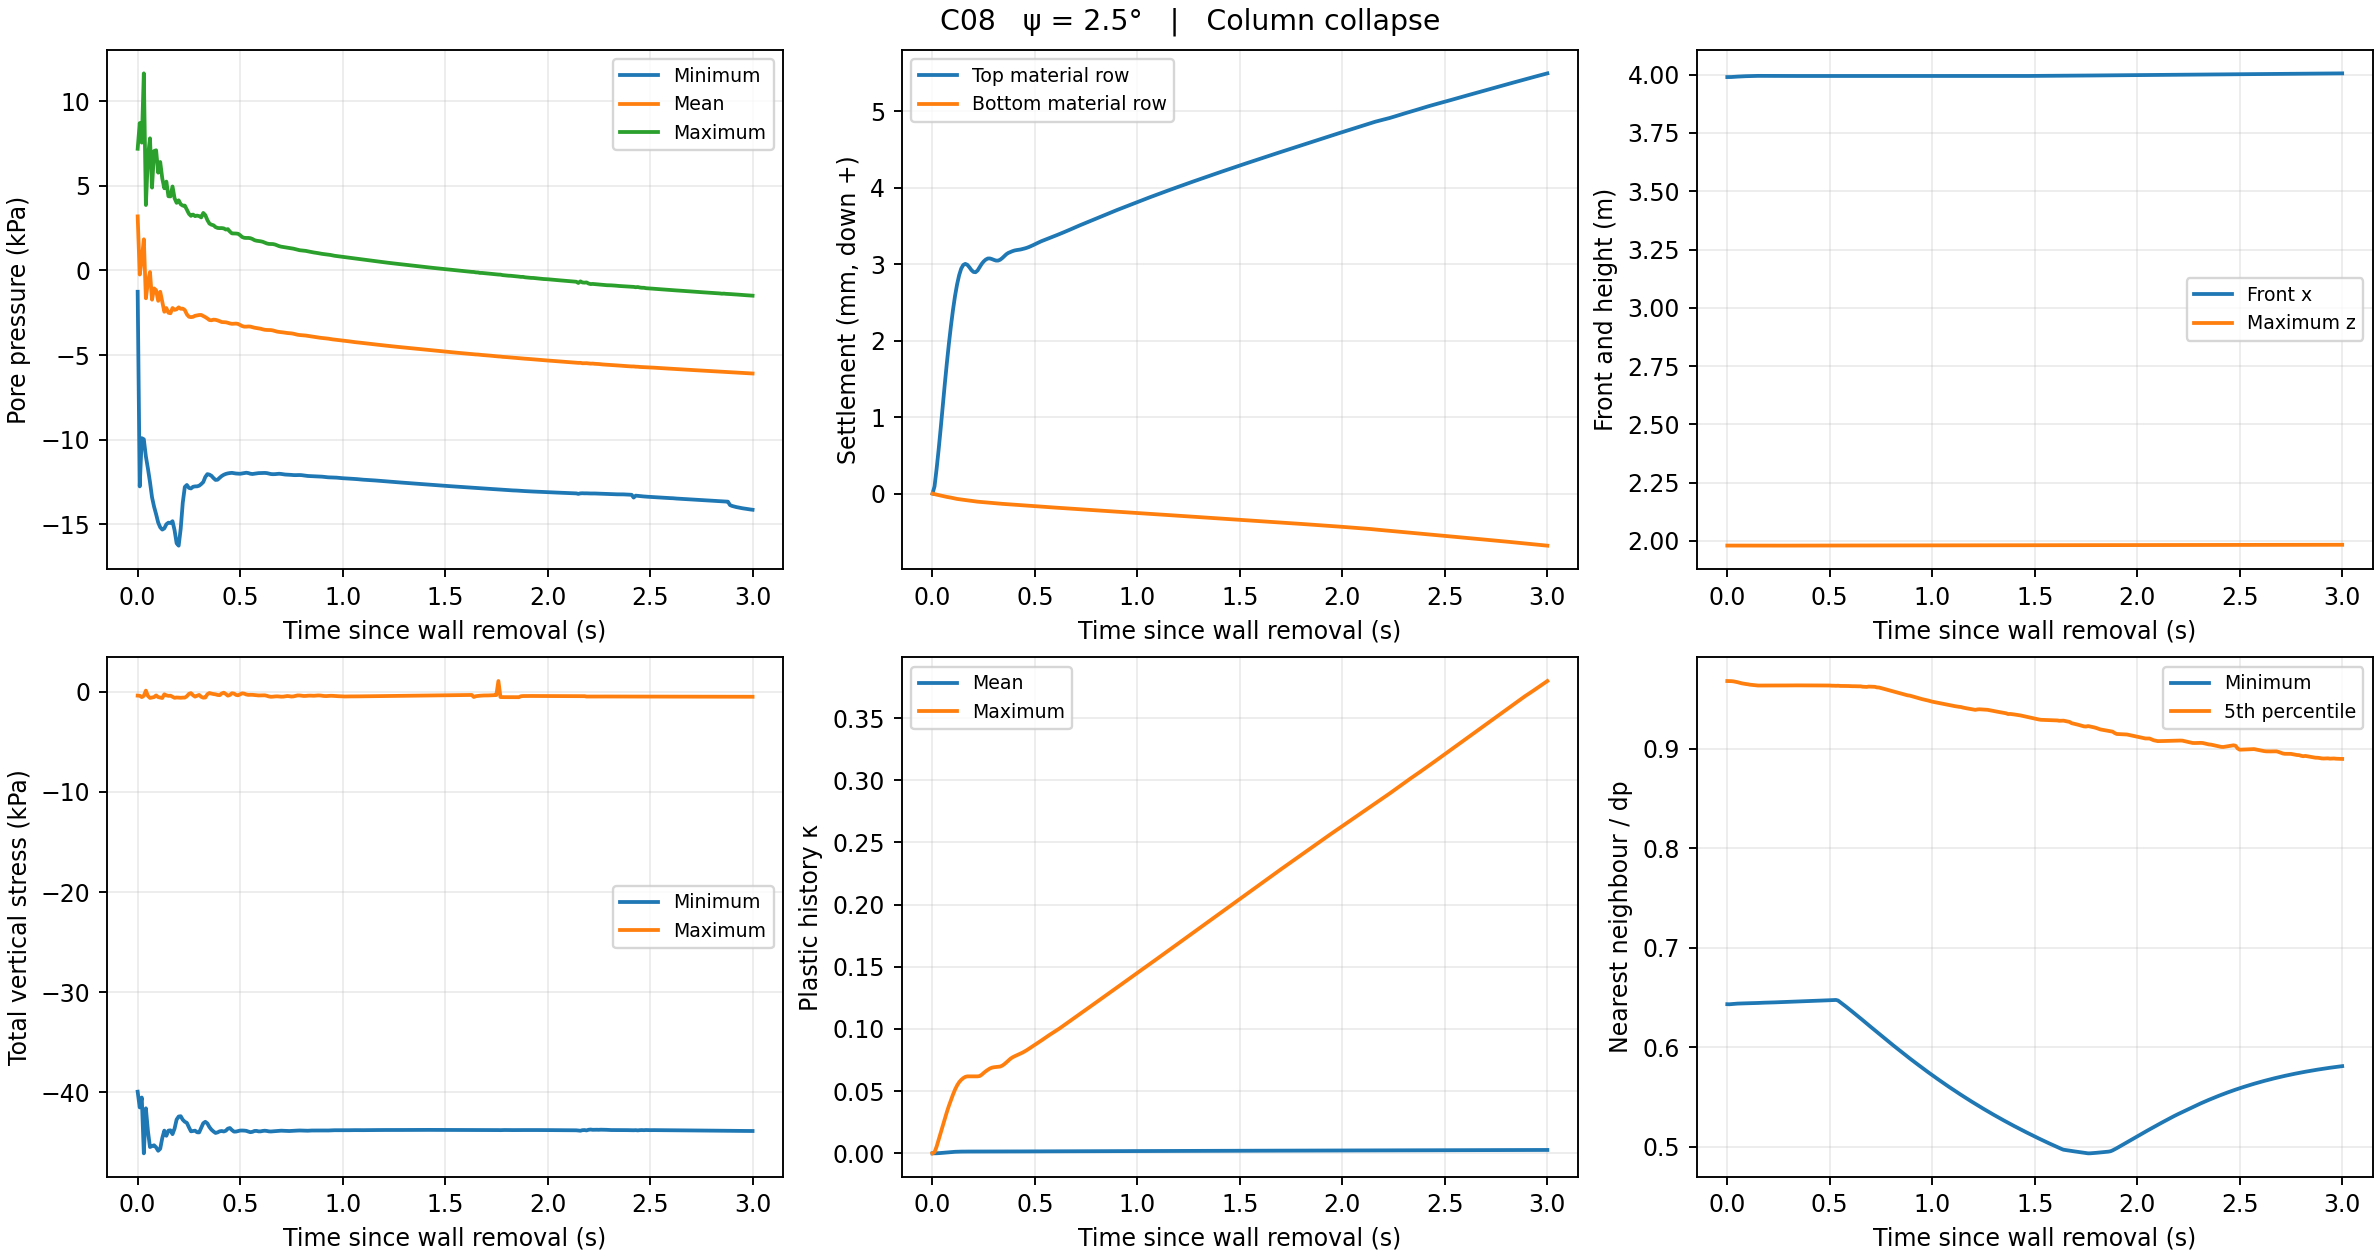 C08   ψ = 2.5°   |   Column collapse
Pore pressure (kPa)
10
5
0
−5
−10
−15
Minimum
Mean
Maximum
0.0 0.5 1.0 1.5 2.0 2.5 3.0
Time since wall removal (s)
Settlement (mm, down +)
5
4
3
2
1
0
Top material row
Bottom material row
0.0 0.5 1.0 1.5 2.0 2.5 3.0
Time since wall removal (s)
Front and height (m)
4.00
3.75
3.50
3.25
3.00
2.75
2.50
2.25
2.00
Front x
Maximum z
0.0 0.5 1.0 1.5 2.0 2.5 3.0
Time since wall removal (s)
Total vertical stress (kPa)
0
−10
−20
−30
−40
Minimum
Maximum
0.0 0.5 1.0 1.5 2.0 2.5 3.0
Time since wall removal (s)
Plastic history κ
0.35
0.30
0.25
0.20
0.15
0.10
0.05
0.00
Mean
Maximum
0.0 0.5 1.0 1.5 2.0 2.5 3.0
Time since wall removal (s)
Nearest neighbour / dp
0.9
0.8
0.7
0.6
0.5
Minimum
5th percentile
0.0 0.5 1.0 1.5 2.0 2.5 3.0
Time since wall removal (s)